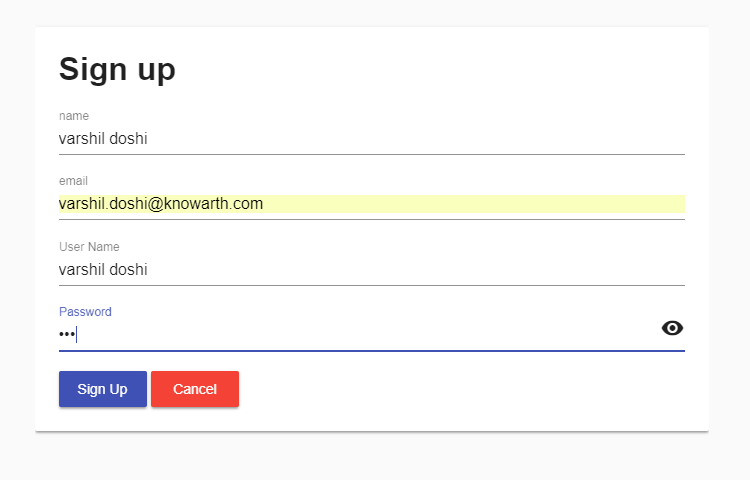 Sign up
name
varshil doshi
email
varshil.doshi@knowarth.com
User Name
varshil doshi
Password
•••
Sign Up Cancel